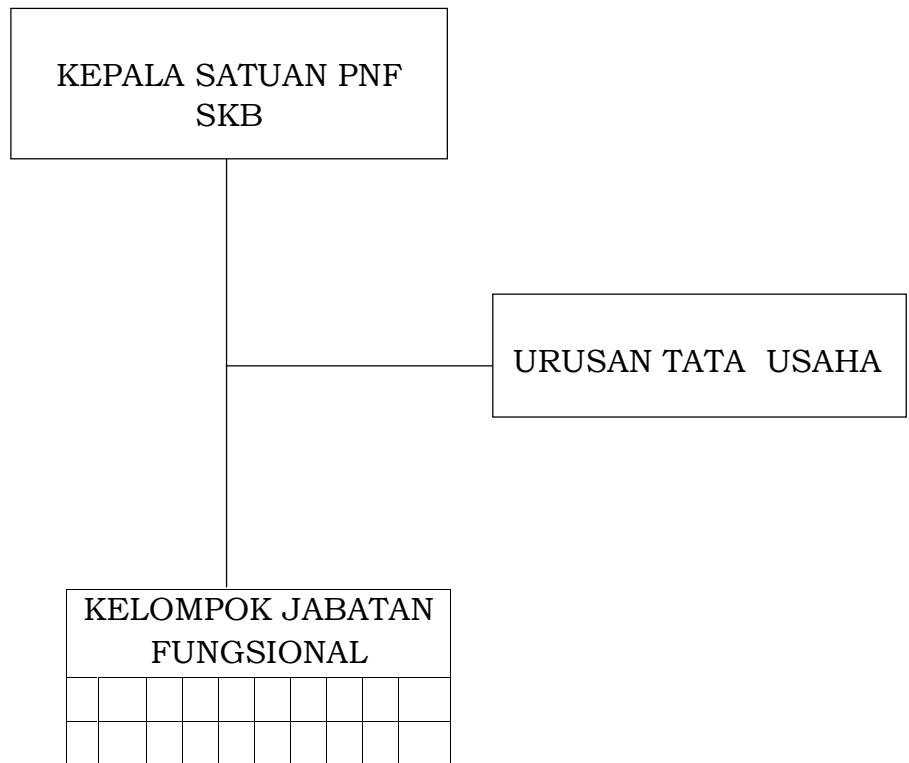 KEPALA SATUAN PNF
SKB
URUSAN TATA  USAHA
KELOMPOK JABATAN
FUNGSIONAL